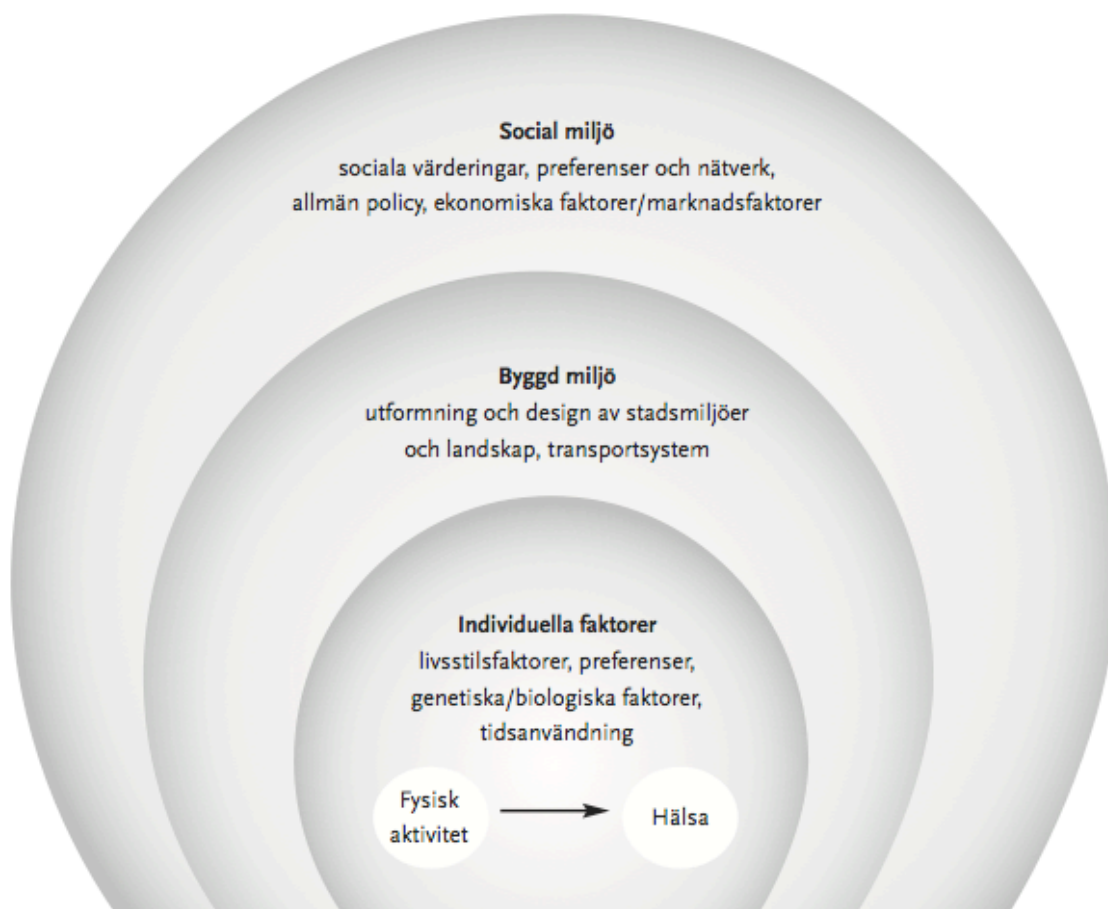 Social miljö
sociala värderingar, preferenser och nätverk,
allmän policy, ekonomiska faktorer/marknadsfaktorer
Byggd miljö
utformning och design av stadsmiljöer
och landskap, transportsystem
Individuella faktorer
livsstilsfaktorer, preferenser,
genetiska/biologiska faktorer,
tidsanvändning
Fysisk
aktivitet
Hälsa